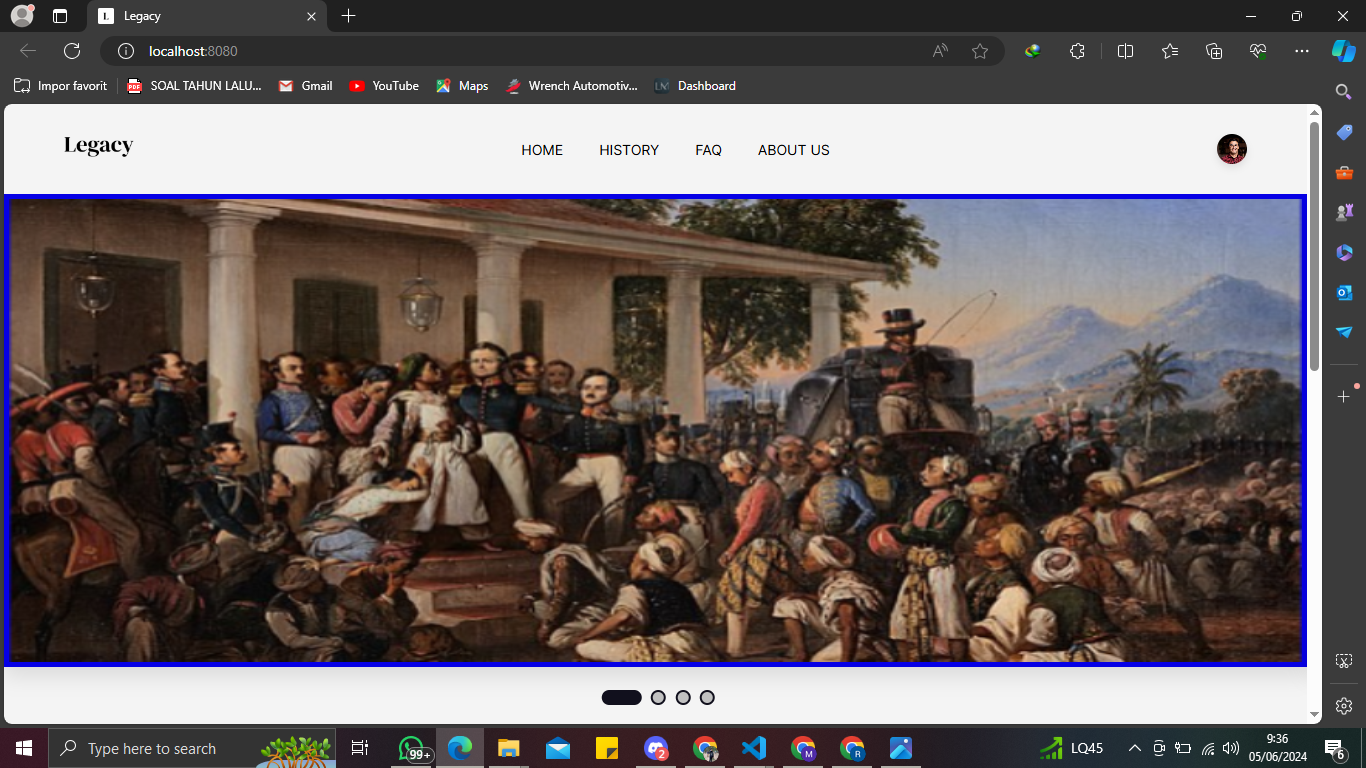 Legacy
localhost:8080
Impor favorit
SOAL TAHUN LALU...
Gmail
YouTube
Maps
Wrench Automotiv...
Dashboard
Legacy
HOME
HISTORY
FAQ
ABOUT US
Type here to search
99+
2
M
R
LQ45
9:36
05/06/2024
6